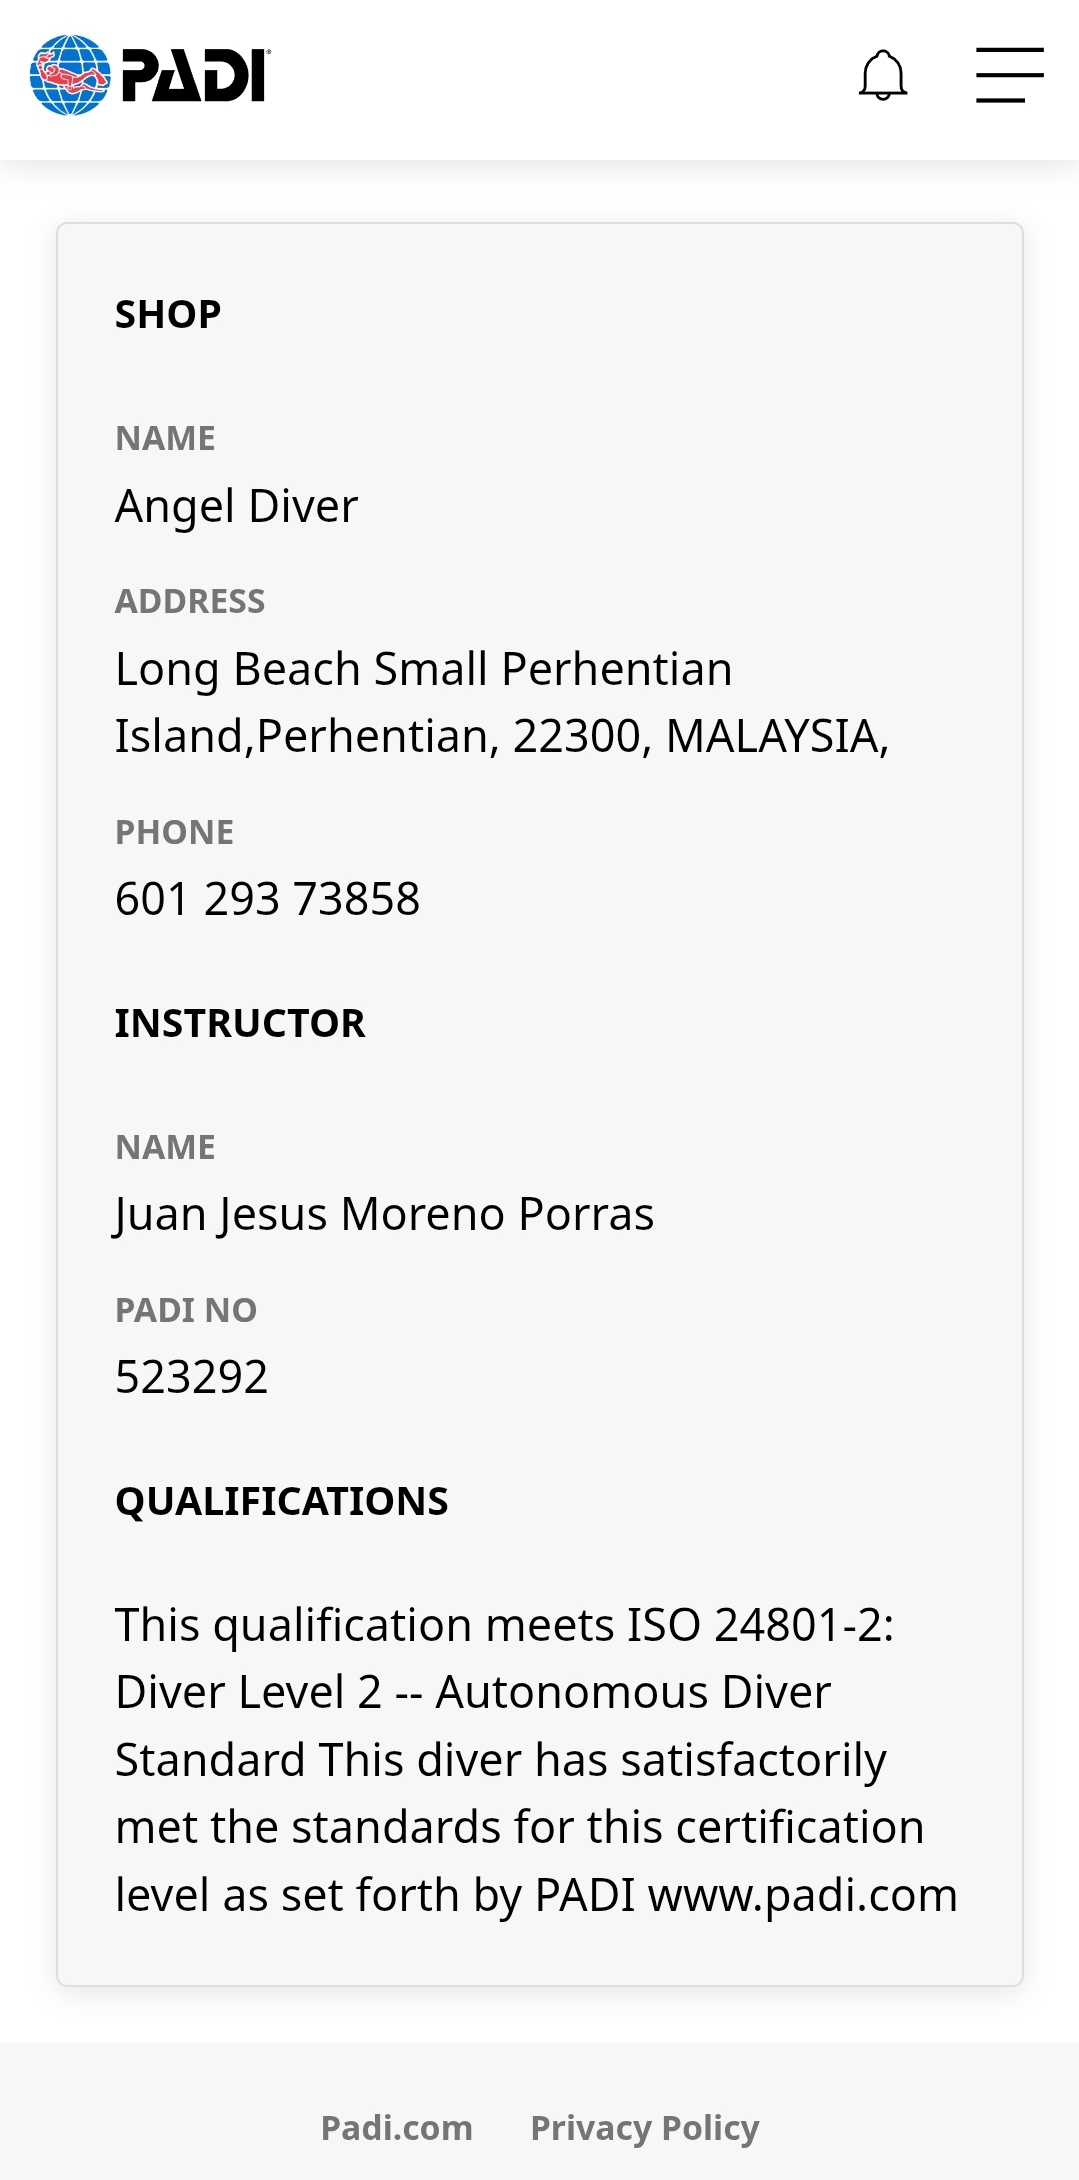 PADI
SHOP
NAME
Angel Diver
ADDRESS
Long Beach Small Perhentian
Island,Perhentian, 22300, MALAYSIA,
PHONE
601 293 73858
INSTRUCTOR
NAME
Juan Jesus Moreno Porras
PADI NO
523292
QUALIFICATIONS
This qualification meets ISO 24801-2:
Diver Level 2 -- Autonomous Diver
Standard This diver has satisfactorily
met the standards for this certification
level as set forth by PADI www.padi.com
Padi.com Privacy Policy